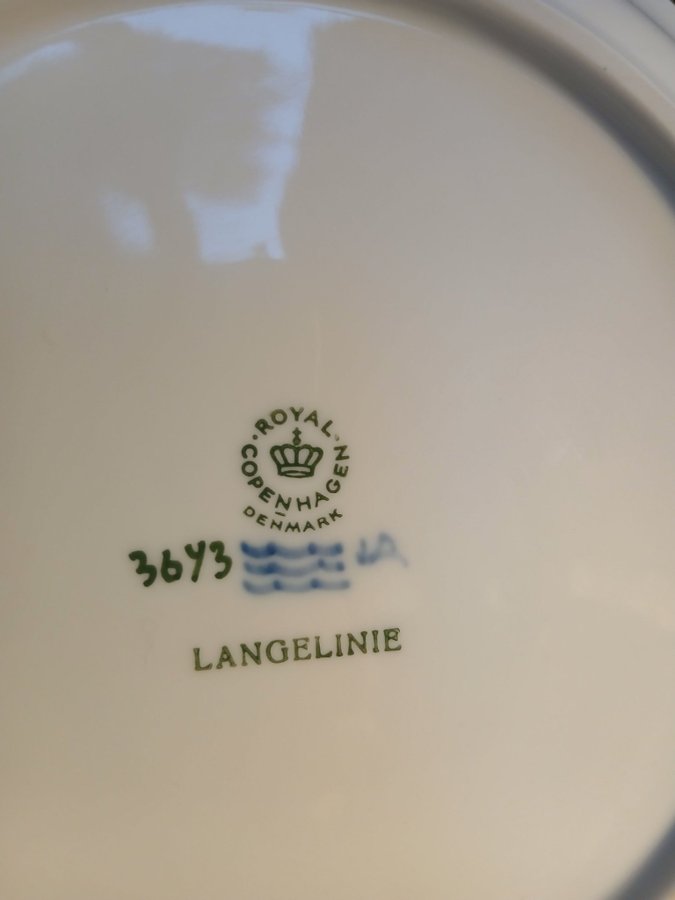 ROYAL
COPENHAGEN
DENMARK
3643
LANGELINIE